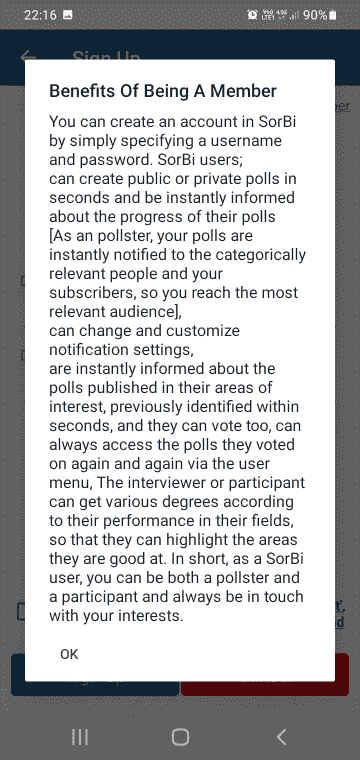 22:16
90%
Sign Up
Benefits Of Being A Member
You can create an account in SorBi
by simply specifying a username
and password. SorBi users;
can create public or private polls in
seconds and be instantly informed
about the progress of their polls
[As an pollster, your polls are
instantly notified to the categorically
relevant people and your
subscribers, so you reach the most
relevant audience],
can change and customize
notification settings,
are instantly informed about the
polls published in their areas of
interest, previously identified within
seconds, and they can vote too, can
always access the polls they voted
on again and again via the user
menu, The interviewer or participant
can get various degrees according
to their performance in their fields,
so that they can highlight the areas
they are good at. In short, as a SorBi
user, you can be both a pollster and
a participant and always be in touch
with your interests.
OK